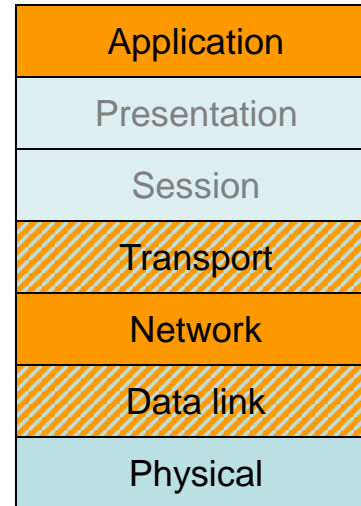 Application
Presentation
Session
Transport
Network
Data link
Physical